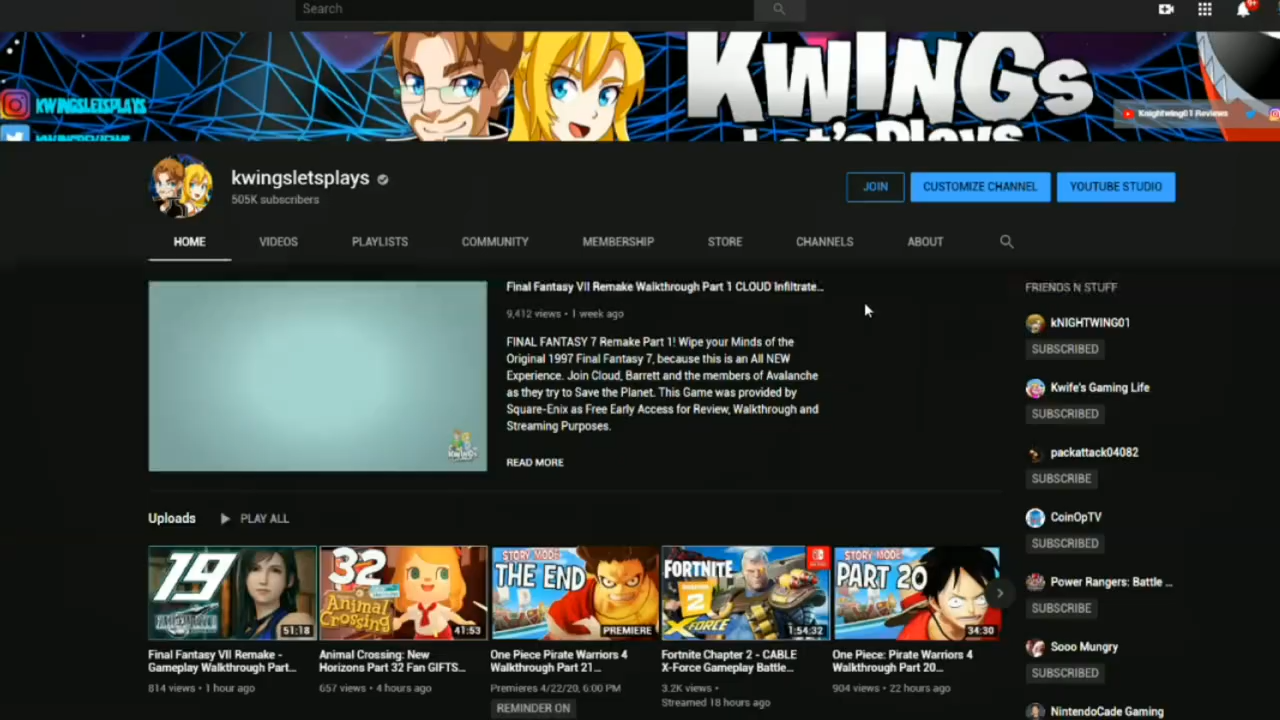 Search
9+
KWINGSLETSPLAYS
KWINGs
Let'sPlays
Knightwing01 Reviews
kwingsletsplays
505K subscribers
JOIN
CUSTOMIZE CHANNEL
YOUTUBE STUDIO
HOME
VIDEOS
PLAYLISTS
COMMUNITY
MEMBERSHIP
STORE
CHANNELS
ABOUT
Final Fantasy VII Remake Walkthrough Part 1 CLOUD Infiltrate...
9,412 views • 1 week ago
FINAL FANTASY 7 Remake Part 1! Wipe your Minds of the
Original 1997 Final Fantasy 7, because this is an All NEW
Experience. Join Cloud, Barrett and the members of Avalanche
as they try to Save the Planet. This Game was provided by
Square-Enix as Free Early Access for Review, Walkthrough and
Streaming Purposes.
READ MORE
KWINGs
FRIENDS N STUFF
kNIGHTWING01
SUBSCRIBED
Kwife's Gaming Life
SUBSCRIBED
packattack04082
SUBSCRIBE
CoinOpTV
SUBSCRIBED
Power Rangers: Battle ...
SUBSCRIBE
Sooo Mungry
SUBSCRIBED
NintendoCade Gaming
Uploads
PLAY ALL
19
51:18
Final Fantasy VII Remake -
Gameplay Walkthrough Part...
814 views • 1 hour ago
32
Animal
Crossing
41:53
Animal Crossing: New
Horizons Part 32 Fan GIFTS...
657 views • 4 hours ago
STORY MODE
THE END
PREMIERE
One Piece Pirate Warriors 4
Walkthrough Part 21...
Premieres 4/22/20, 6:00 PM
REMINDER ON
FORTNITE
2
X-FORCE
1:54:32
Fortnite Chapter 2 - CABLE
X-Force Gameplay Battle...
3.2K views •
Streamed 18 hours ago
STORY MODE
PART 20
34:30
One Piece: Pirate Warriors 4
Walkthrough Part 20...
904 views • 22 hours ago